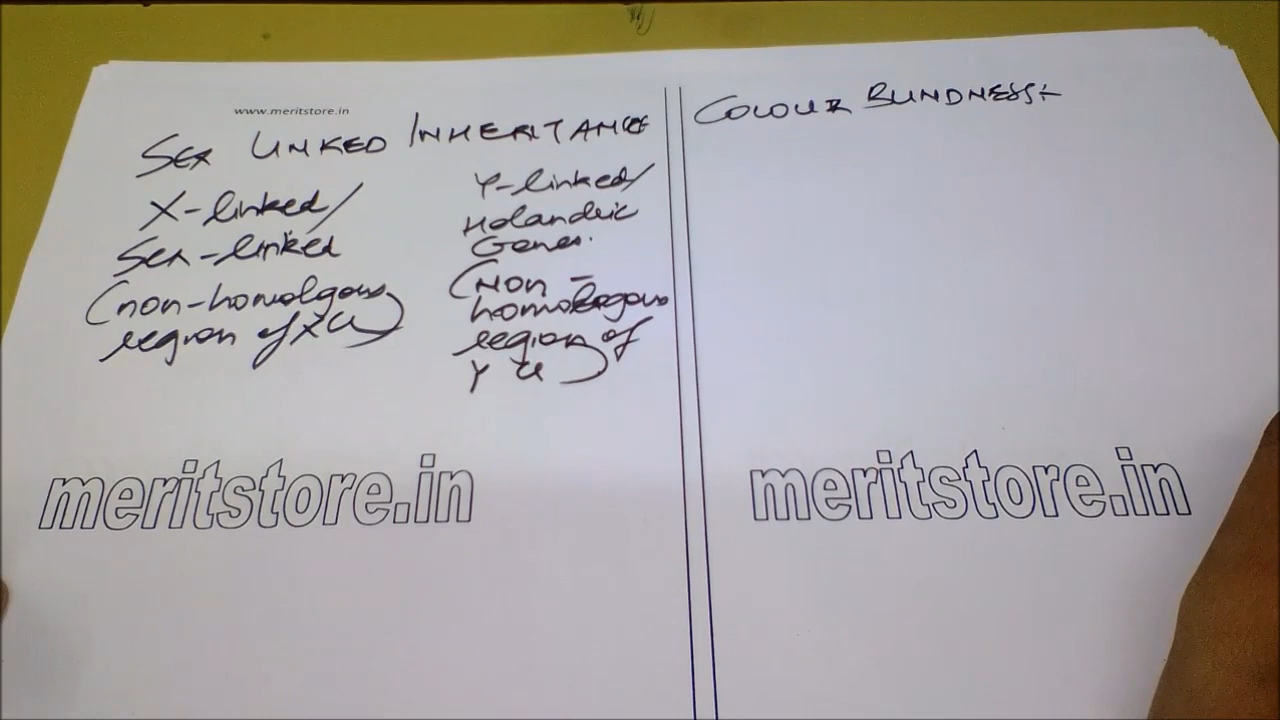 www.meritstore.in
SEX LINKED INHERITANCE
X-linked/
Sex-linked
(non-homolgous
region of X
Y-linked/
Holandric
Genes.
(Non-
homologous
region of
Y
COLOUR BLINDNESS:-
meritstore.in
meritstore.in